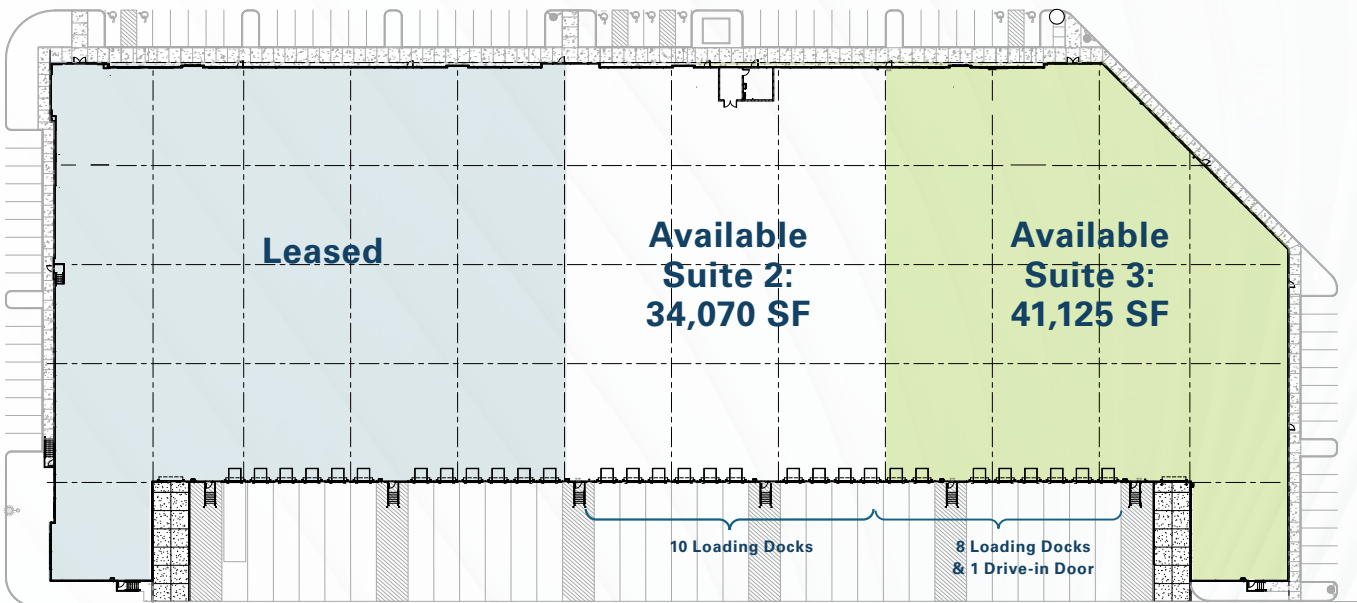 Leased
Available
Suite 2:
34,070 SF
Available
Suite 3:
41,125 SF
10 Loading Docks
8 Loading Docks
& 1 Drive-in Door